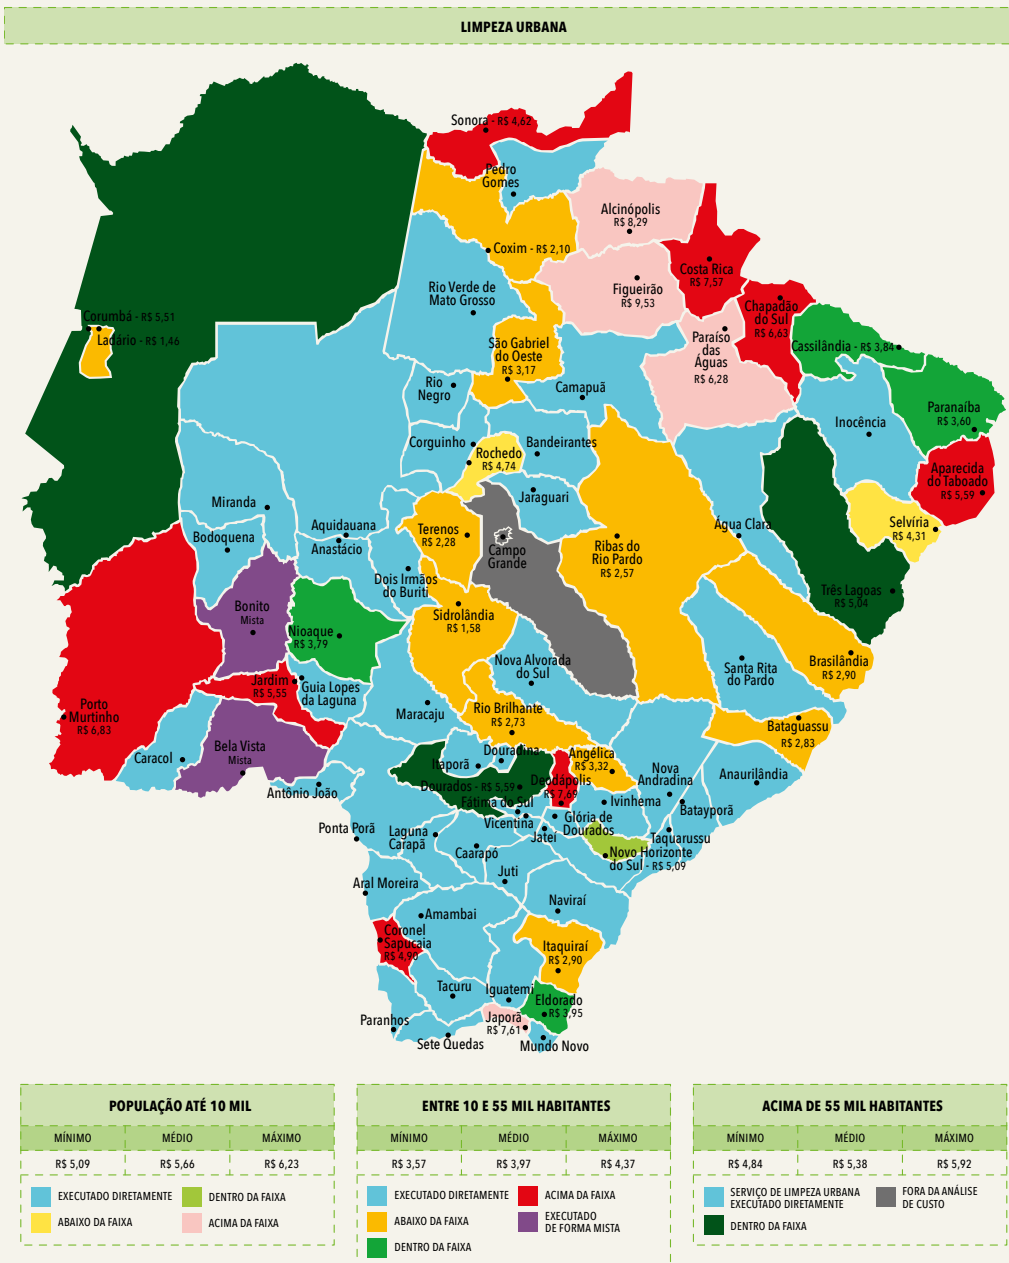 LIMPEZA URBANA
Sonora - R$ 4,62
Pedro
Gomes
Alcinópolis
R$ 8,29
Coxim - R$ 2,10
Costa Rica
R$ 7,57
Figueirão
R$ 9,53
Rio Verde de
Mato Grosso
Chapadão
do Sul
R$ 6,63
Corumbá - R$ 5,51
Ladário - R$ 1,46
Paraíso
das
Águas
R$ 6,28
Cassilândia - R$ 3,84
São Gabriel
do Oeste
R$ 3,17
Rio
Negro
Camapuã
Paranaíba
R$ 3,60
Inocência
Corguinho
Bandeirantes
Rochedo
R$ 4,74
Aparecida
do Taboado
R$ 5,59
Miranda
Jaraguari
Aquidauana
Anastácio
Terenos
R$ 2,28
Água Clara
Selvíria
R$ 4,31
Bodoquena
Campo
Grande
Ribas do
Rio Pardo
R$ 2,57
Dois Irmãos
do Buriti
Três Lagoas
R$ 5,04
Bonito
Mista
Sidrolândia
R$ 1,58
Nioaque
R$ 3,79
Nova Alvorada
do Sul
Santa Rita
do Pardo
Brasilândia
R$ 2,90
Jardim
R$ 5,55
Guia Lopes
da Laguna
Porto
Murtinho
R$ 6,83
Maracaju
Rio Brilhante
R$ 2,73
Bataguassu
R$ 2,83
Caracol
Bela Vista
Mista
Douradina
Itaporã
Angélica
R$ 3,32
Antônio João
Dourados - R$ 5,59
Deodápolis
R$ 7,69
Nova
Andradina
Anaurilândia
Fátima do Sul
Ivinhema
Batayporã
Vicentina
Glória de
Dourados
Ponta Porã
Laguna
Carapã
Jateí
Taquarussu
Caarapó
Novo Horizonte
do Sul - R$ 5,09
Juti
Aral Moreira
Naviraí
Amambai
Coronel
Sapucaia
R$ 4,90
Itaquiraí
R$ 2,90
Tacuru
Iguatemi
Eldorado
R$ 3,95
Paranhos
Japorã
R$ 7,61
Sete Quedas
Mundo Novo
POPULAÇÃO ATÉ 10 MIL
MÍNIMO MÉDIO MÁXIMO
R$ 5,09 R$ 5,66 R$ 6,23
EXECUTADO DIRETAMENTE DENTRO DA FAIXA
ABAIXO DA FAIXA ACIMA DA FAIXA
ENTRE 10 E 55 MIL HABITANTES
MÍNIMO MÉDIO MÁXIMO
R$ 3,57 R$ 3,97 R$ 4,37
EXECUTADO DIRETAMENTE ACIMA DA FAIXA
ABAIXO DA FAIXA EXECUTADO
DE FORMA MISTA
DENTRO DA FAIXA
ACIMA DE 55 MIL HABITANTES
MÍNIMO MÉDIO MÁXIMO
R$ 4,84 R$ 5,38 R$ 5,92
SERVIÇO DE LIMPEZA URBANA FORA DA ANÁLISE
EXECUTADO DIRETAMENTE DE CUSTO
DENTRO DA FAIXA